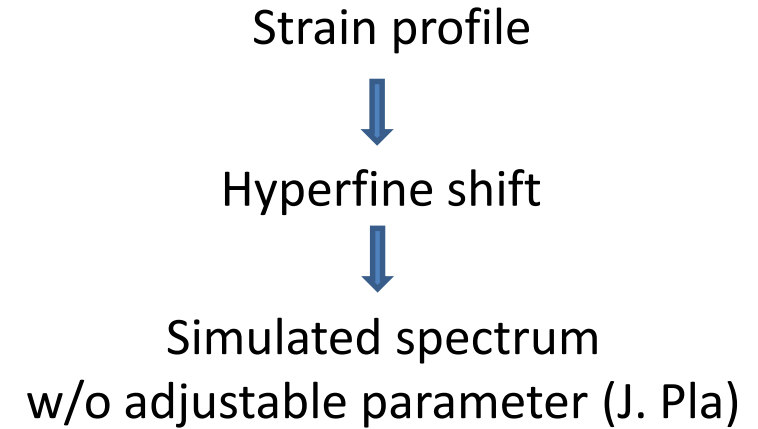 Strain profile
Hyperfine shift
Simulated spectrum
w/o adjustable parameter (J. Pla)